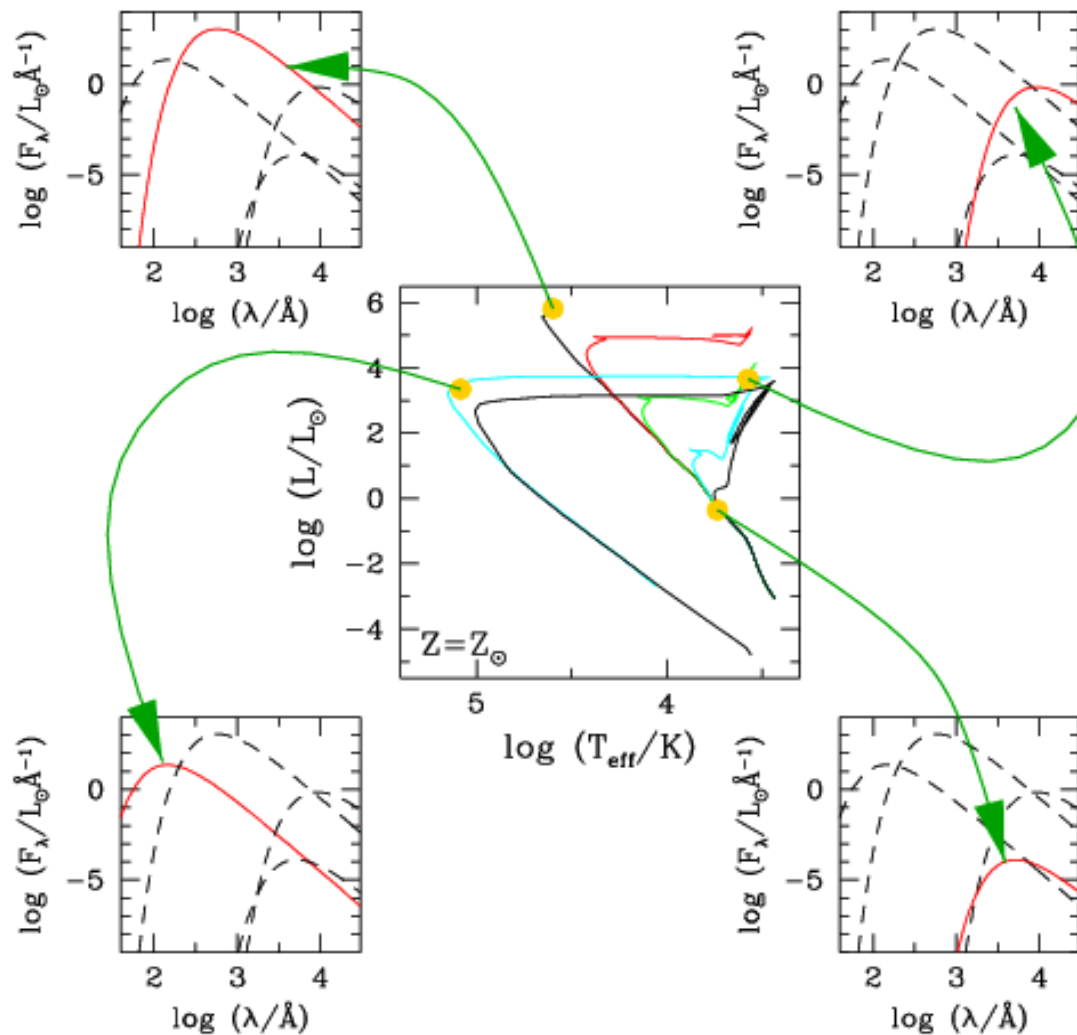 log (F_λ/L_⊙Å⁻¹)
0
−5
2 3 4
log (λ/Å)
log (F_λ/L_⊙Å⁻¹)
0
−5
2 3 4
log (λ/Å)
log (L/L_⊙)
6
4
2
0
−2
−4
Z=Z_⊙
5 4
log (T_eff/K)
log (F_λ/L_⊙Å⁻¹)
0
−5
2 3 4
log (λ/Å)
log (F_λ/L_⊙Å⁻¹)
0
−5
2 3 4
log (λ/Å)